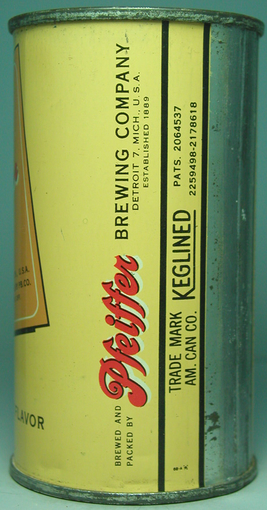 U.S.A.
LAVOR
BREWED AND
PACKED BY
Pfeiffer
BREWING COMPANY
DETROIT 7, MICH., U.S.A.
ESTABLISHED 1889
TRADE MARK
AM. CAN CO.
KEGLINED
PATS. 2064537
2259498-2178618